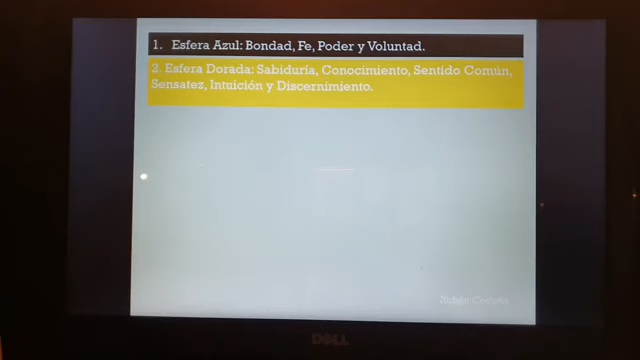 1. Esfera Azul: Bondad, Fe, Poder y Voluntad.
2. Esfera Dorada: Sabiduría, Conocimiento, Sentido Común,
Sensatez, Intuición y Discernimiento.
DELL